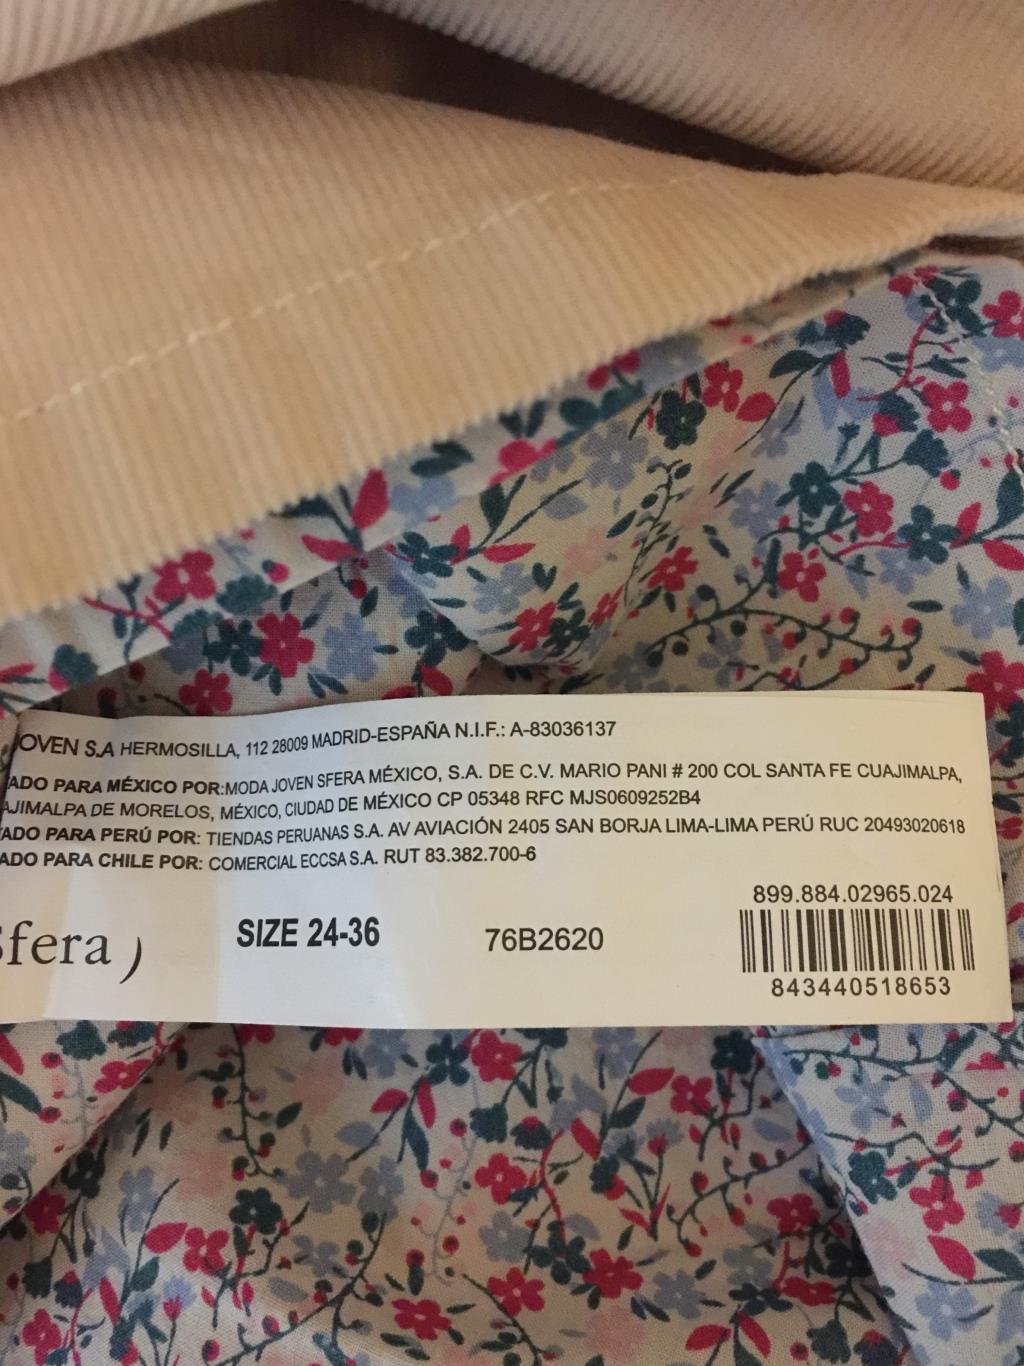 JOVEN S.A HERMOSILLA, 112 28009 MADRID-ESPAÑA N.I.F.: A-83036137
ADO PARA MÉXICO POR:MODA JOVEN SFERA MÉXICO, S.A. DE C.V. MARIO PANI # 200 COL SANTA FE CUAJIMALPA,
AJIMALPA DE MORELOS, MÉXICO, CIUDAD DE MÉXICO CP 05348 RFC MJS0609252B4
ADO PARA PERÚ POR: TIENDAS PERUANAS S.A. AV AVIACIÓN 2405 SAN BORJA LIMA-LIMA PERÚ RUC 20493020618
ADO PARA CHILE POR: COMERCIAL ECCSA S.A. RUT 83.382.700-6
sfera)
SIZE 24-36
76B2620
899.884.02965.024
843440518653